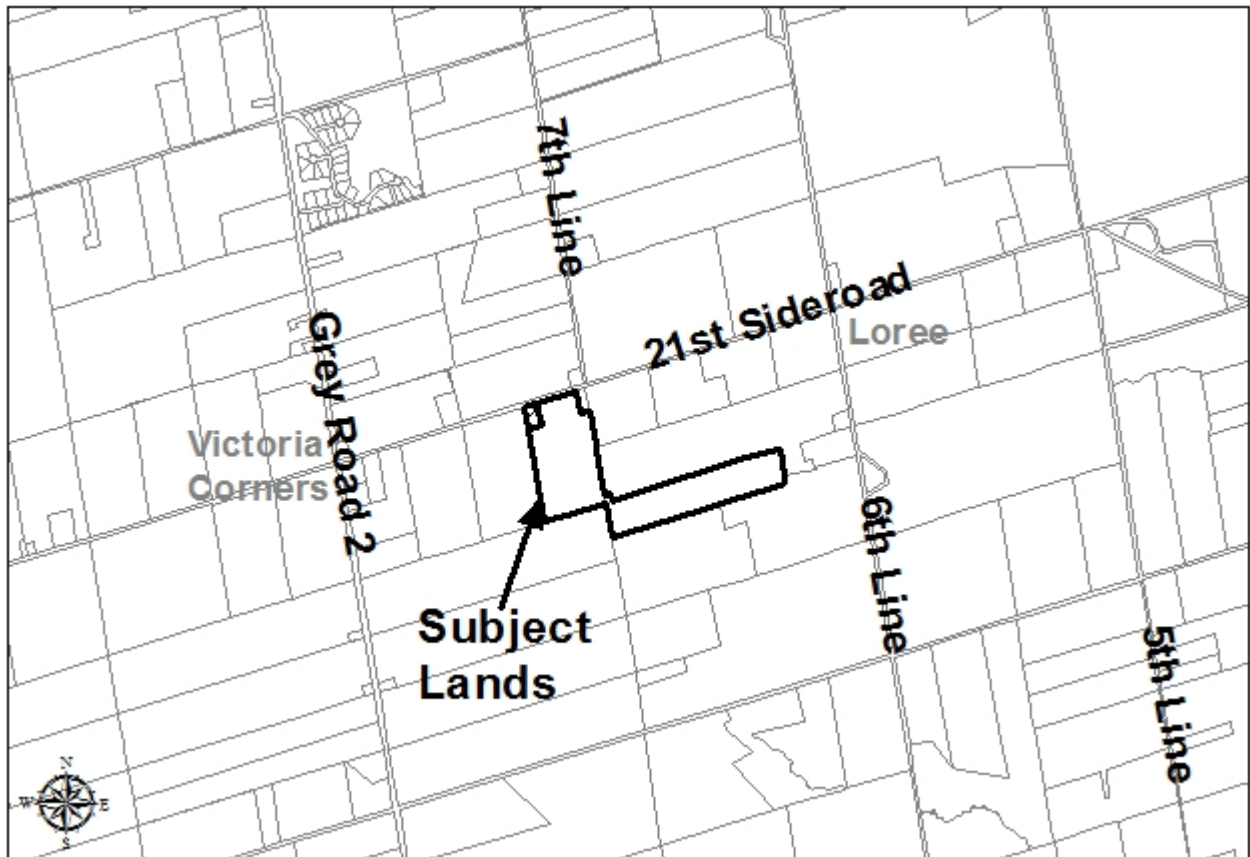 7th Line
21st Sideroad
Loree
Grey Road 2
Victoria
Corners
6th Line
Subject
Lands
5th Line
N
W E
S